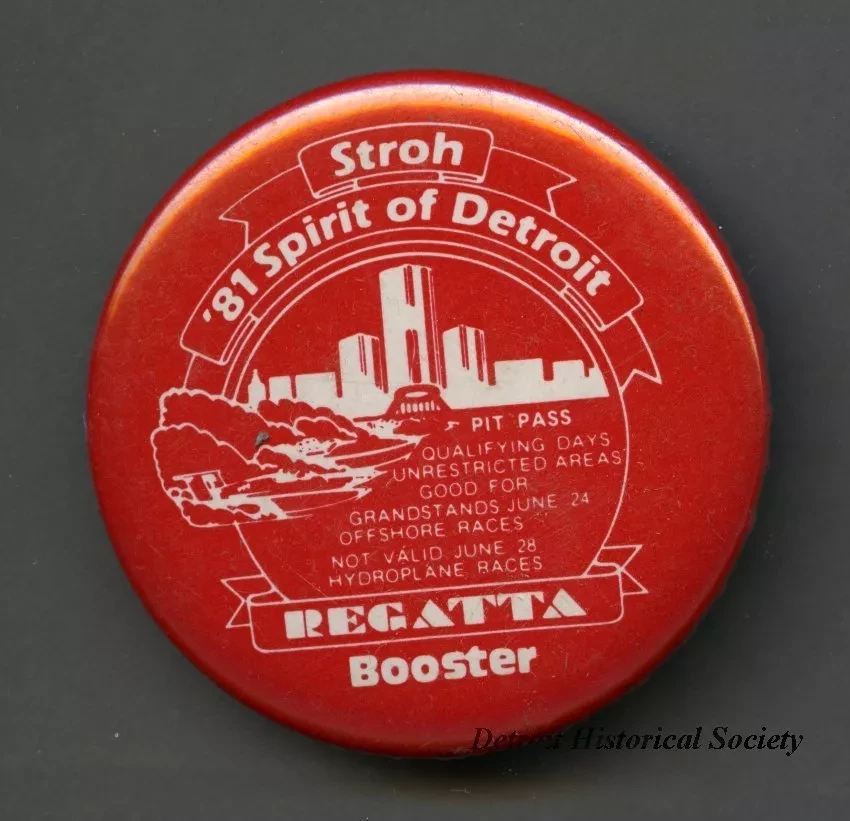 Stroh
'81 Spirit of Detroit
PIT PASS
QUALIFYING DAYS
UNRESTRICTED AREAS
GOOD FOR
GRANDSTANDS JUNE 24
OFFSHORE RACES
NOT VALID JUNE 28
HYDROPLANE RACES
REGATTA
Booster
Detroit Historical Society